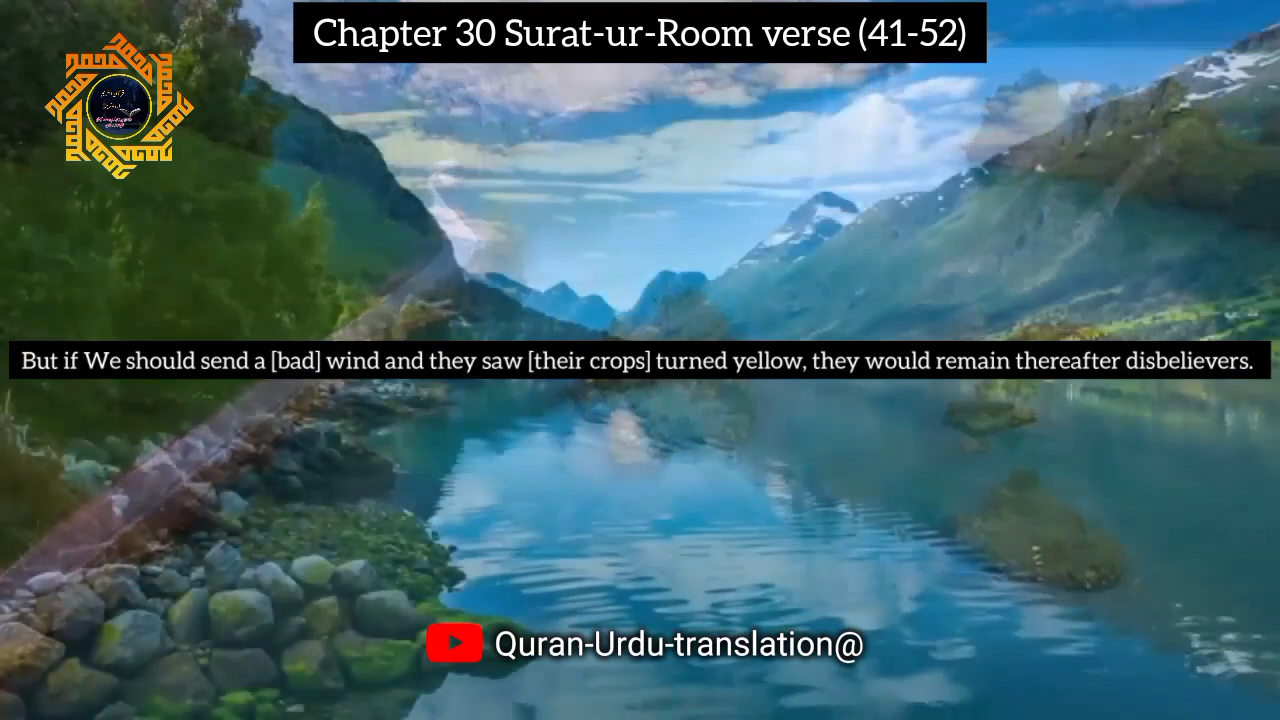 Chapter 30 Surat-ur-Room verse (41-52)
But if We should send a [bad] wind and they saw [their crops] turned yellow, they would remain thereafter disbelievers.
Quran-Urdu-translation@